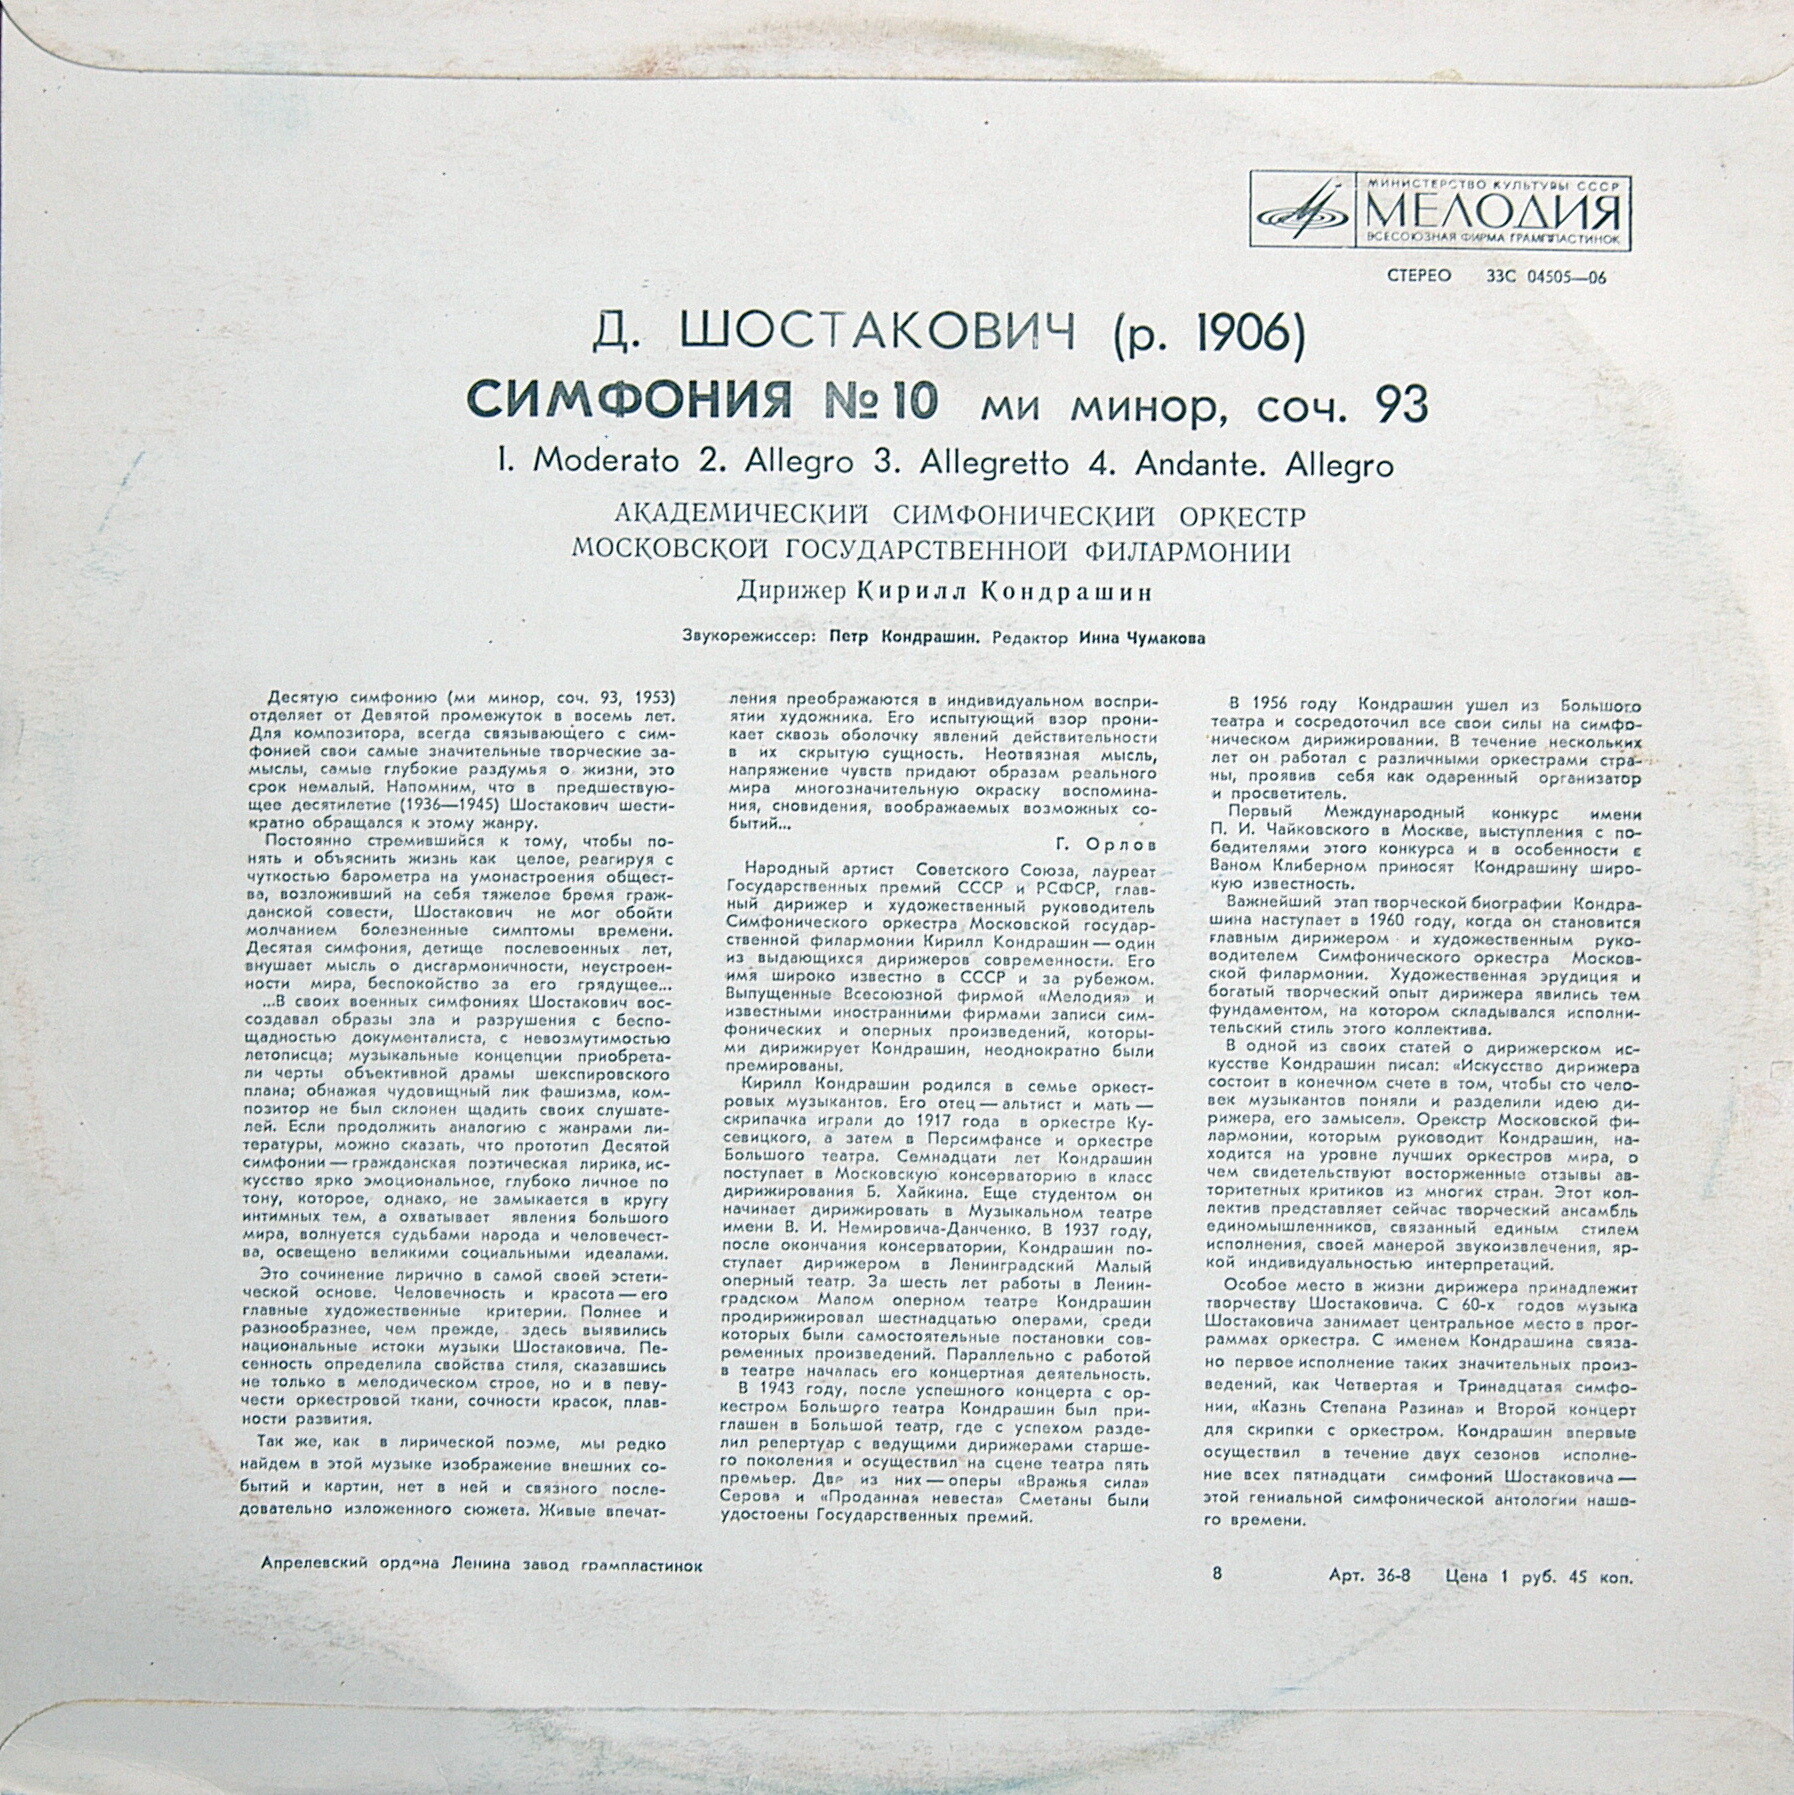 МИНИСТЕРСТВО КУЛЬТУРЫ СССР
МЕЛОДИЯ
ВСЕСОЮЗНАЯ ФИРМА ГРАМПЛАСТИНОК
СТЕРЕО 33С 04505—06
Д. ШОСТАКОВИЧ (р. 1906)
СИМФОНИЯ № 10 ми минор, соч. 93
1. Moderato 2. Allegro 3. Allegretto 4. Andante. Allegro
АКАДЕМИЧЕСКИЙ СИМФОНИЧЕСКИЙ ОРКЕСТР
МОСКОВСКОЙ ГОСУДАРСТВЕННОЙ ФИЛАРМОНИИ
Дирижер Кирилл Кондрашин
Звукорежиссер: Петр Кондрашин. Редактор Инна Чумакова
Десятую симфонию (ми минор, соч. 93, 1953)
отделяет от Девятой промежуток в восемь лет.
Для композитора, всегда связывающего с сим-
фонией свои самые значительные творческие за-
мыслы, самые глубокие раздумья о жизни, это
срок немалый. Напомним, что в предшествую-
щее десятилетие (1936—1945) Шостакович шести-
кратно обращался к этому жанру.
Постоянно стремившийся к тому, чтобы по-
нять и объяснить жизнь как целое, реагируя с
чуткостью барометра на умонастроения общест-
ва, возложивший на себя тяжелое бремя граж-
данской совести, Шостакович не мог обойти
молчанием болезненные симптомы времени.
Десятая симфония, детище послевоенных лет,
внушает мысль о дисгармоничности, неустроен-
ности мира, беспокойство за его грядущее...
...В своих военных симфониях Шостакович вос-
создавал образы зла и разрушения с беспо-
щадностью документалиста, с невозмутимостью
летописца; музыкальные концепции приобрета-
ли черты объективной драмы шекспировского
плана; обнажая чудовищный лик фашизма, ком-
позитор не был склонен щадить своих слушате-
лей. Если продолжить аналогию с жанрами ли-
тературы, можно сказать, что прототип Десятой
симфонии — гражданская поэтическая лирика, ис-
кусство ярко эмоциональное, глубоко личное по
тону, которое, однако, не замыкается в кругу
интимных тем, а охватывает явления большого
мира, волнуется судьбами народа и человечест-
ва, освещено великими социальными идеалами.
Это сочинение лирично в самой своей эстети-
ческой основе. Человечность и красота — его
главные художественные критерии. Полнее и
разнообразнее, чем прежде, здесь выявились
национальные истоки музыки Шостаковича. Пе-
сенность определила свойства стиля, сказавшись
не только в мелодическом строе, но и в певу-
чести оркестровой ткани, сочности красок, плав-
ности развития.
Так же, как в лирической поэме, мы редко
найдем в этой музыке изображение внешних со-
бытий и картин, нет в ней и связного после-
довательно изложенного сюжета. Живые впечат-
ления преображаются в индивидуальном воспри-
ятии художника. Его испытующий взор прони-
кает сквозь оболочку явлений действительности
в их скрытую сущность. Неотвязная мысль,
напряжение чувств придают образам реального
мира многозначительную окраску воспомина-
ния, сновидения, воображаемых возможных со-
бытий...
Г. Орлов
Народный артист Советского Союза, лауреат
Государственных премий СССР и РСФСР, глав-
ный дирижер и художественный руководитель
Симфонического оркестра Московской государ-
ственной филармонии Кирилл Кондрашин — один
из выдающихся дирижеров современности. Его
имя широко известно в СССР и за рубежом.
Выпущенные Всесоюзной фирмой «Мелодия» и
известными иностранными фирмами записи сим-
фонических и оперных произведений, которы-
ми дирижирует Кондрашин, неоднократно были
премированы.
Кирилл Кондрашин родился в семье оркест-
ровых музыкантов. Его отец — альтист и мать —
скрипачка играли до 1917 года в оркестре Ку-
севицкого, а затем в Персимфансе и оркестре
Большого театра. Семнадцати лет Кондрашин
поступает в Московскую консерваторию в класс
дирижирования Б. Хайкина. Еще студентом он
начинает дирижировать в Музыкальном театре
имени В. И. Немировича-Данченко. В 1937 году,
после окончания консерватории, Кондрашин по-
ступает дирижером в Ленинградский Малый
оперный театр. За шесть лет работы в Ленин-
градском Малом оперном театре Кондрашин
продирижировал шестнадцатью операми, среди
которых были самостоятельные постановки сов-
ременных произведений. Параллельно с работой
в театре началась его концертная деятельность.
В 1943 году, после успешного концерта с ор-
кестром Большого театра Кондрашин был при-
глашен в Большой театр, где с успехом разде-
лил репертуар с ведущими дирижерами старше-
го поколения и осуществил на сцене театра пять
премьер. Две из них — оперы «Вражья сила»
Серова и «Проданная невеста» Сметаны были
удостоены Государственных премий.
В 1956 году Кондрашин ушел из Большого
театра и сосредоточил все свои силы на симфо-
ническом дирижировании. В течение нескольких
лет он работал с различными оркестрами стра-
ны, проявив себя как одаренный организатор
и просветитель.
Первый Международный конкурс имени
П. И. Чайковского в Москве, выступления с по-
бедителями этого конкурса и в особенности с
Ваном Клиберном приносят Кондрашину широ-
кую известность.
Важнейший этап творческой биографии Кондра-
шина наступает в 1960 году, когда он становится
главным дирижером и художественным руко-
водителем Симфонического оркестра Москов-
ской филармонии. Художественная эрудиция и
богатый творческий опыт дирижера явились тем
фундаментом, на котором складывался исполни-
тельский стиль этого коллектива.
В одной из своих статей о дирижерском ис-
кусстве Кондрашин писал: «Искусство дирижера
состоит в конечном счете в том, чтобы сто чело-
век музыкантов поняли и разделили идею ди-
рижера, его замысел». Оркестр Московской фи-
лармонии, которым руководит Кондрашин, на-
ходится на уровне лучших оркестров мира, о
чем свидетельствуют восторженные отзывы ав-
торитетных критиков из многих стран. Этот кол-
лектив представляет сейчас творческий ансамбль
единомышленников, связанный единым стилем
исполнения, своей манерой звукоизвлечения, яр-
кой индивидуальностью интерпретаций.
Особое место в жизни дирижера принадлежит
творчеству Шостаковича. С 60-х годов музыка
Шостаковича занимает центральное место в прог-
раммах оркестра. С именем Кондрашина связа-
но первое исполнение таких значительных произ-
ведений, как Четвертая и Тринадцатая симфо-
нии, «Казнь Степана Разина» и Второй концерт
для скрипки с оркестром. Кондрашин впервые
осуществил в течение двух сезонов исполне-
ние всех пятнадцати симфоний Шостаковича —
этой гениальной симфонической антологии наше-
го времени.
Апрелевский ордена Ленина завод грампластинок
8 Арт. 36-8 Цена 1 руб. 45 коп.